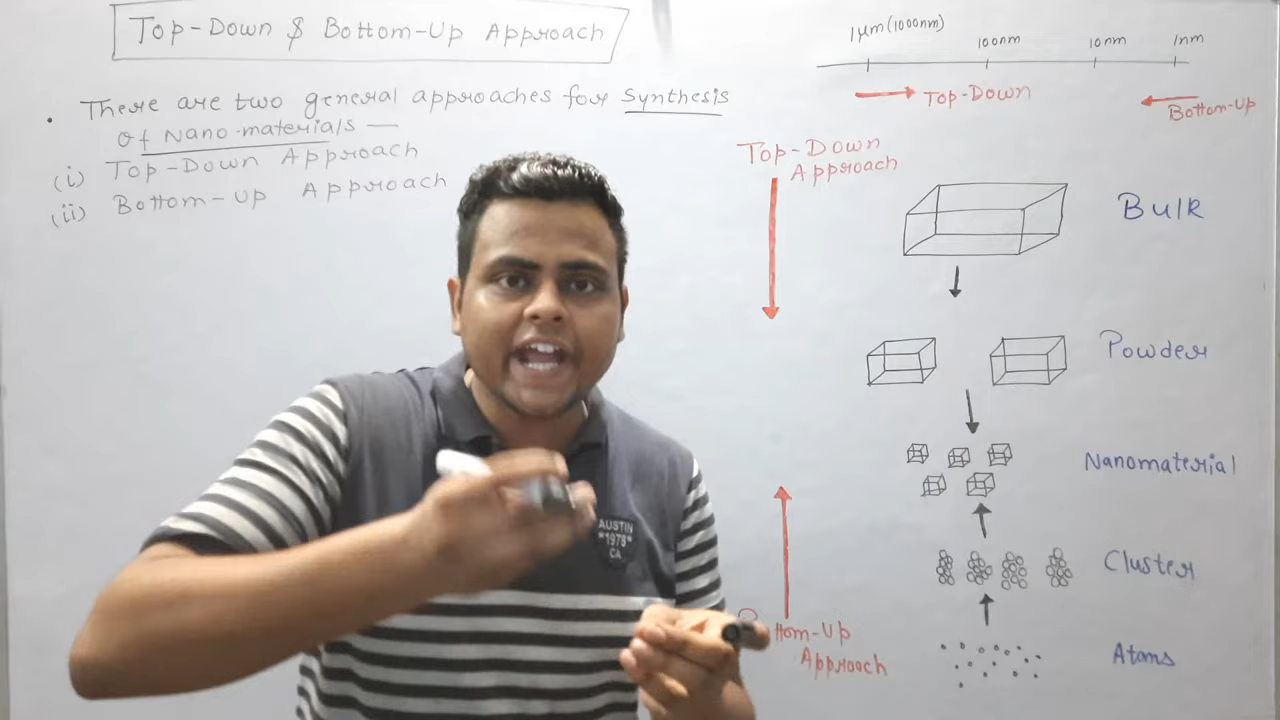 Top-Down & Bottom-Up Approach
• There are two general approaches for Synthesis
of Nano-materials —
(i) Top-Down Approach
(ii) Bottom-Up Approach
1μm (1000nm) 100nm 10nm 1nm
Top-Down
Bottom-Up
Top-Down
Approach
Bulk
Powder
Nanomaterial
Cluster
ttom-Up
Approach
Atoms
AUSTIN
*1978*
CA